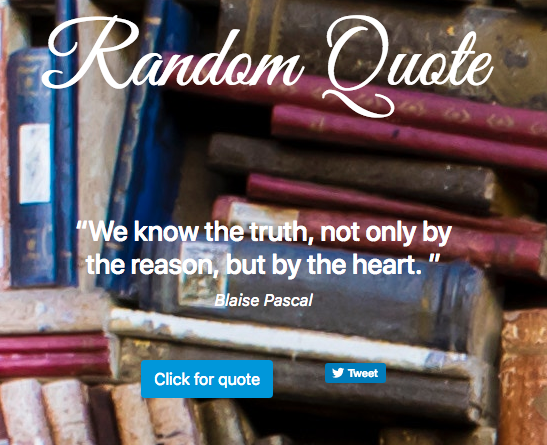 Random Quote
“We know the truth, not only by
the reason, but by the heart. ”
Blaise Pascal
Click for quote
Tweet